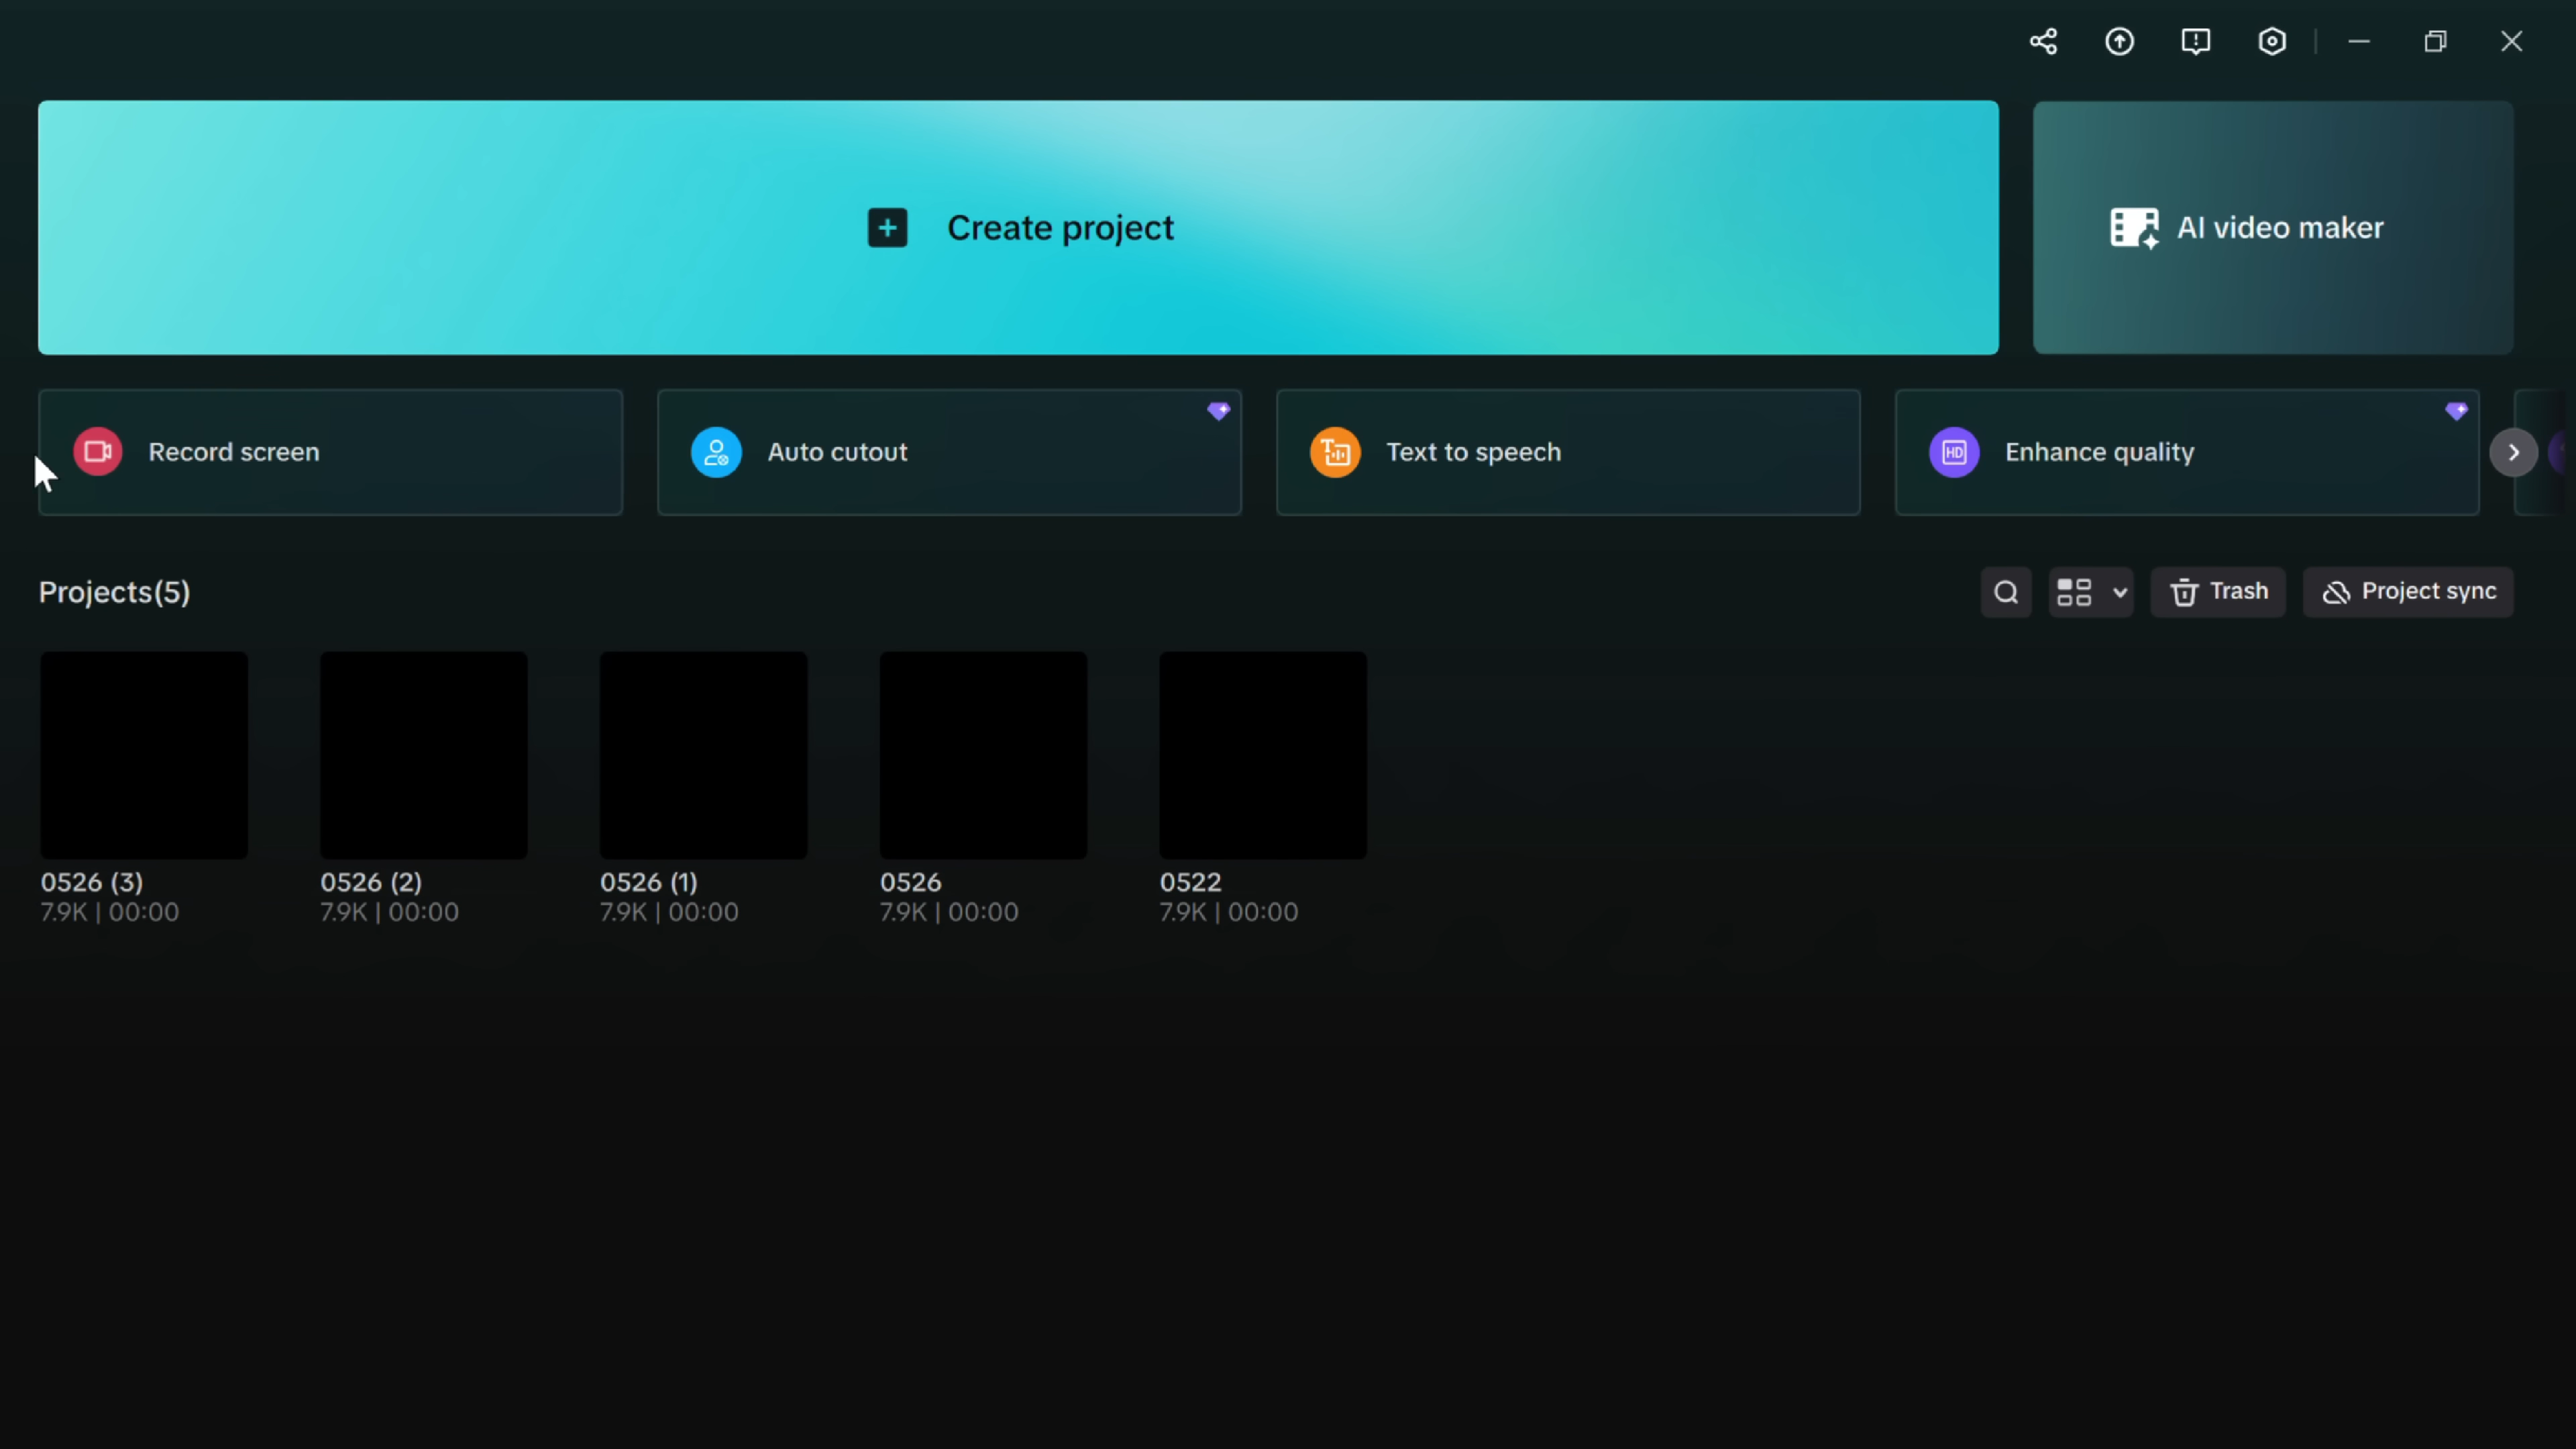 Create project
AI video maker
Record screen
Auto cutout
Text to speech
HD
Enhance quality
Projects(5)
Trash
Project sync
0526 (3)
7.9K | 00:00
0526 (2)
7.9K | 00:00
0526 (1)
7.9K | 00:00
0526
7.9K | 00:00
0522
7.9K | 00:00